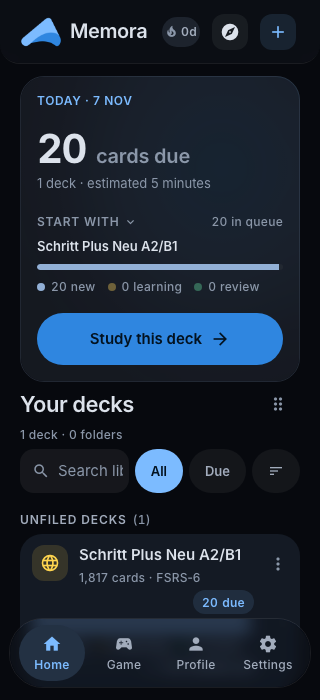 Memora
0d
TODAY · 7 NOV
20 cards due
1 deck · estimated 5 minutes
START WITH
20 in queue
Schritt Plus Neu A2/B1
20 new
0 learning
0 review
Study this deck →
Your decks
1 deck · 0 folders
Search lib
All
Due
UNFILED DECKS (1)
Schritt Plus Neu A2/B1
1,817 cards · FSRS-6
20 due
Home
Game
Profile
Settings